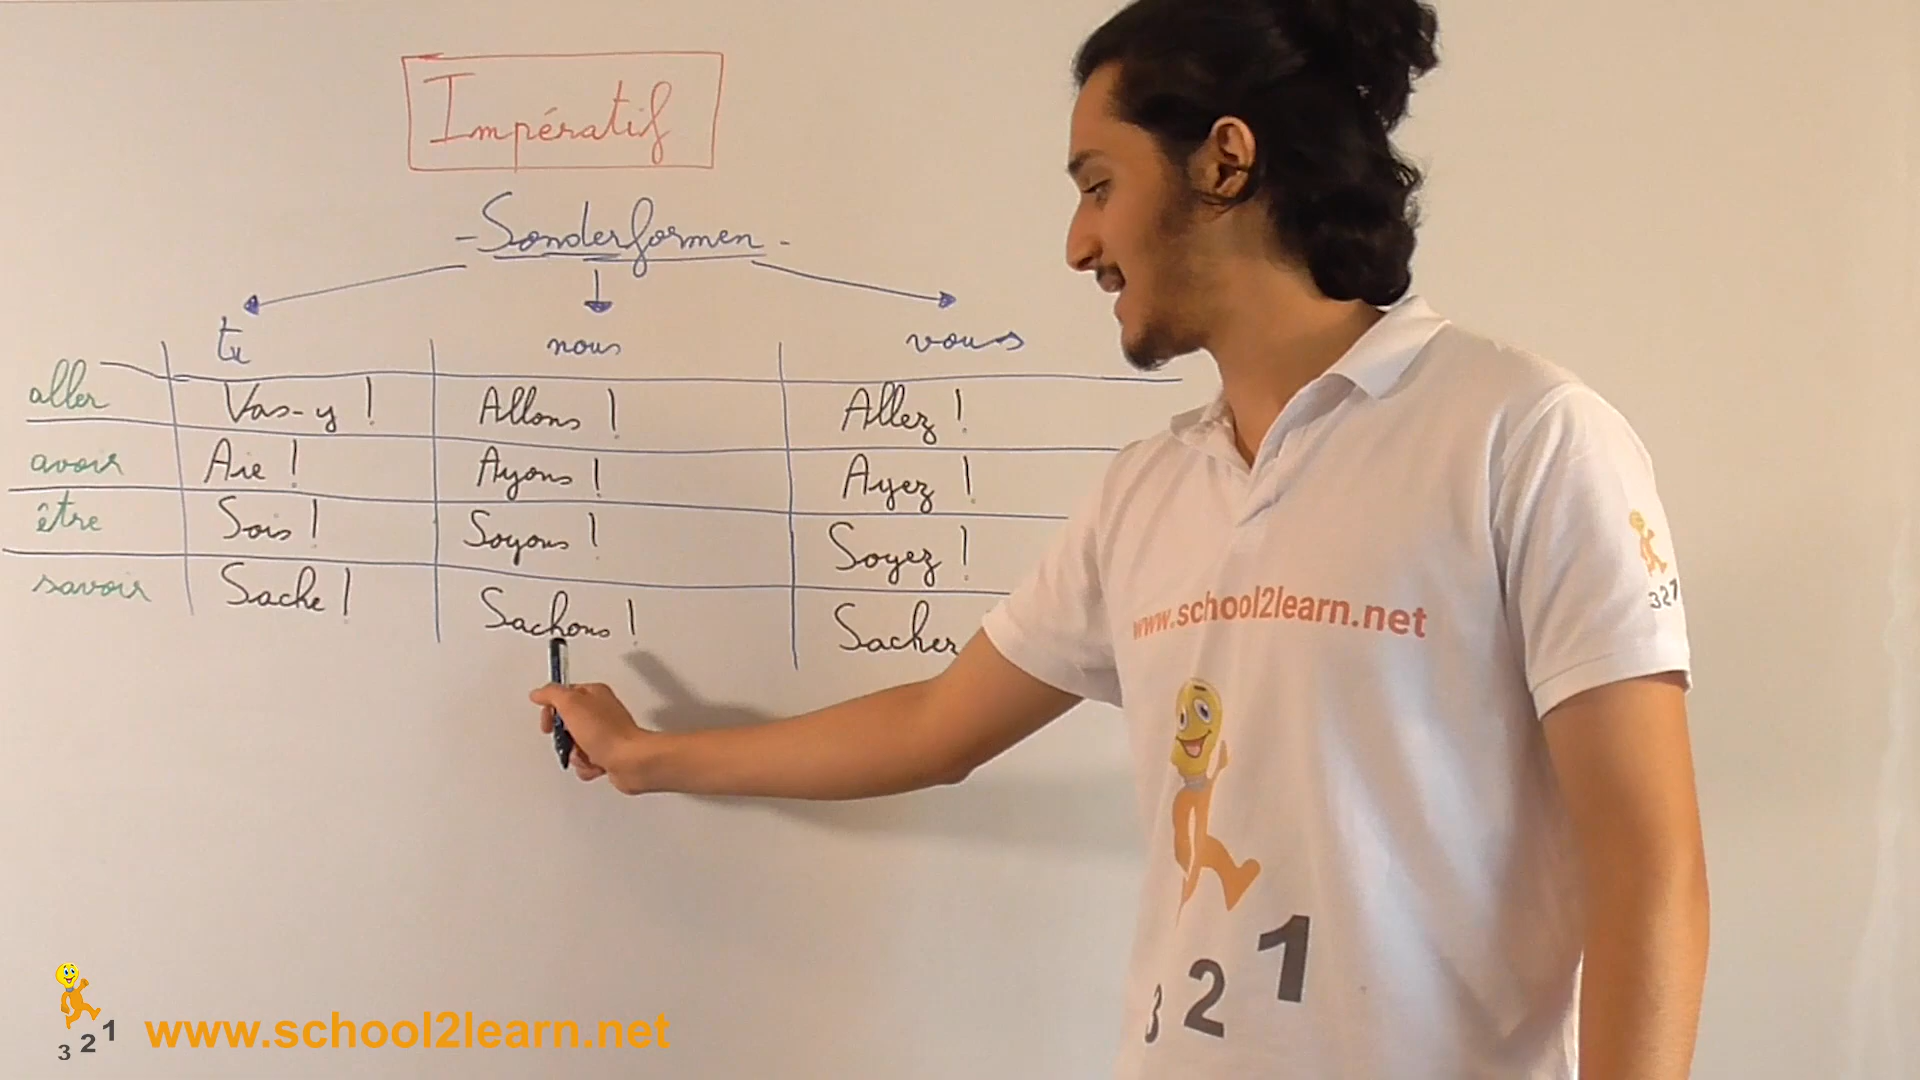 Impératif
- Sonderformen -
tu nous vous
aller Vas-y ! Allons ! Allez !
avoir Aie ! Ayons ! Ayez !
être Sois ! Soyons ! Soyez !
savoir Sache ! Sachons ! Sachez
www.school2learn.net
321
321
321 www.school2learn.net